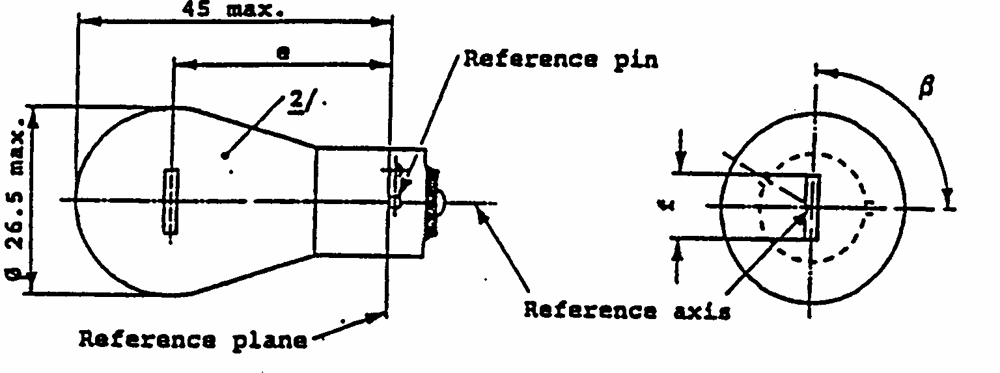 45 max.
e
Reference pin
β
2/.
Ø 26.5 max.
f
Reference axis
Reference plane